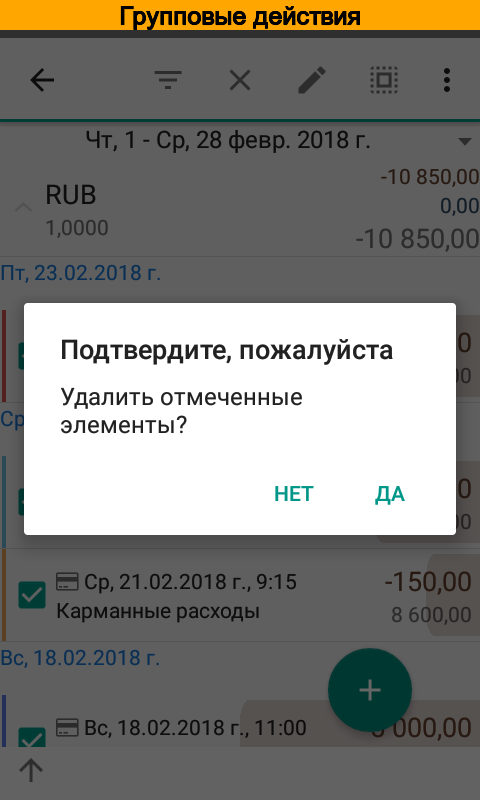 Групповые действия
Чт, 1 - Ср, 28 февр. 2018 г.
RUB
-10 850,00
0,00
1,0000
-10 850,00
Пт, 23.02.2018 г.
Подтвердите, пожалуйста
Удалить отмеченные
элементы?
НЕТ ДА
Ср, 21.02.2018 г., 9:15
-150,00
Карманные расходы
8 600,00
Вс, 18.02.2018 г.
Вс, 18.02.2018 г., 11:00
000,00